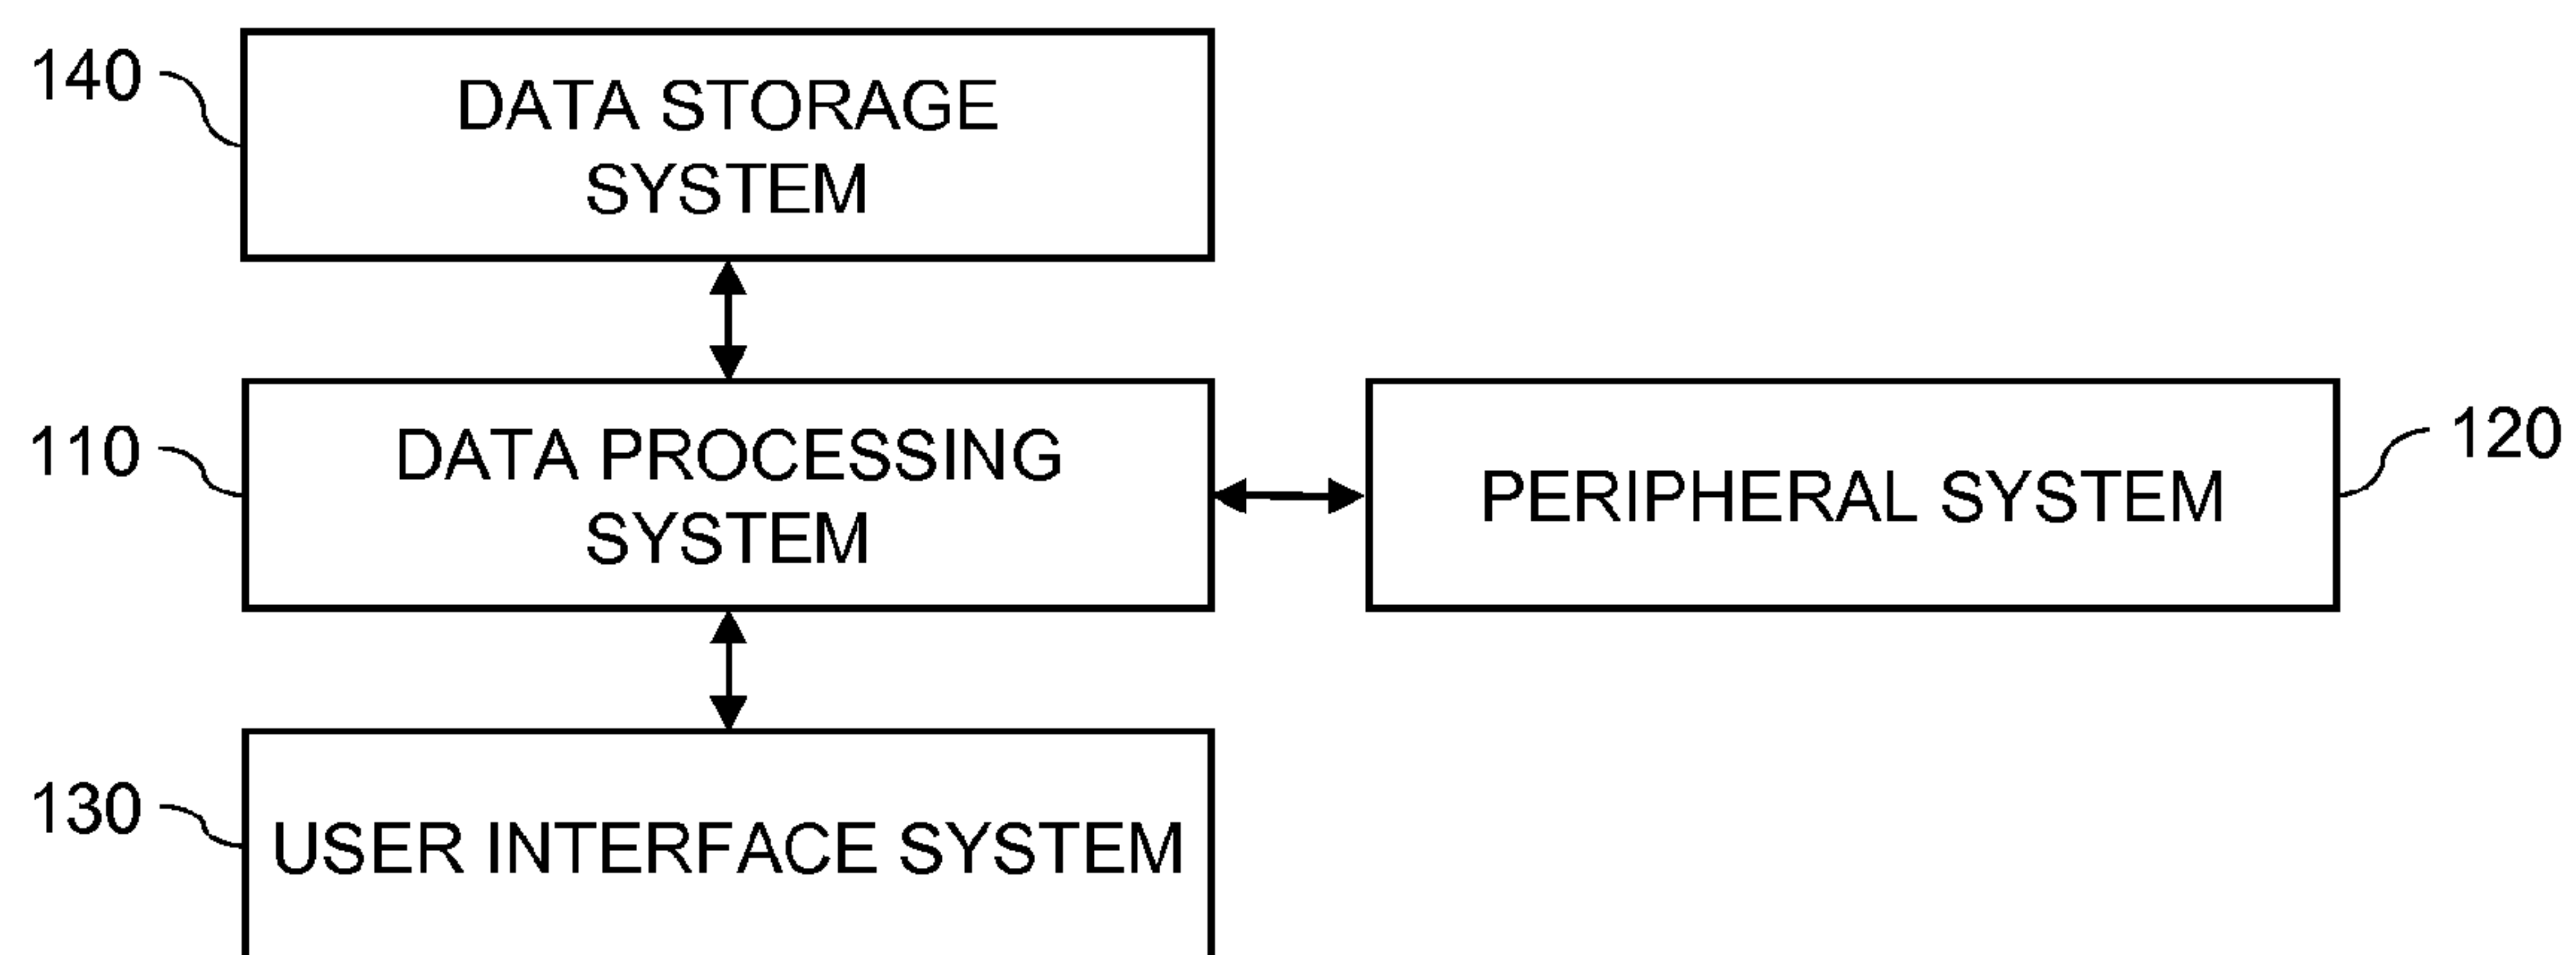 140
DATA STORAGE
SYSTEM
110
DATA PROCESSING
SYSTEM
PERIPHERAL SYSTEM
120
130
USER INTERFACE SYSTEM